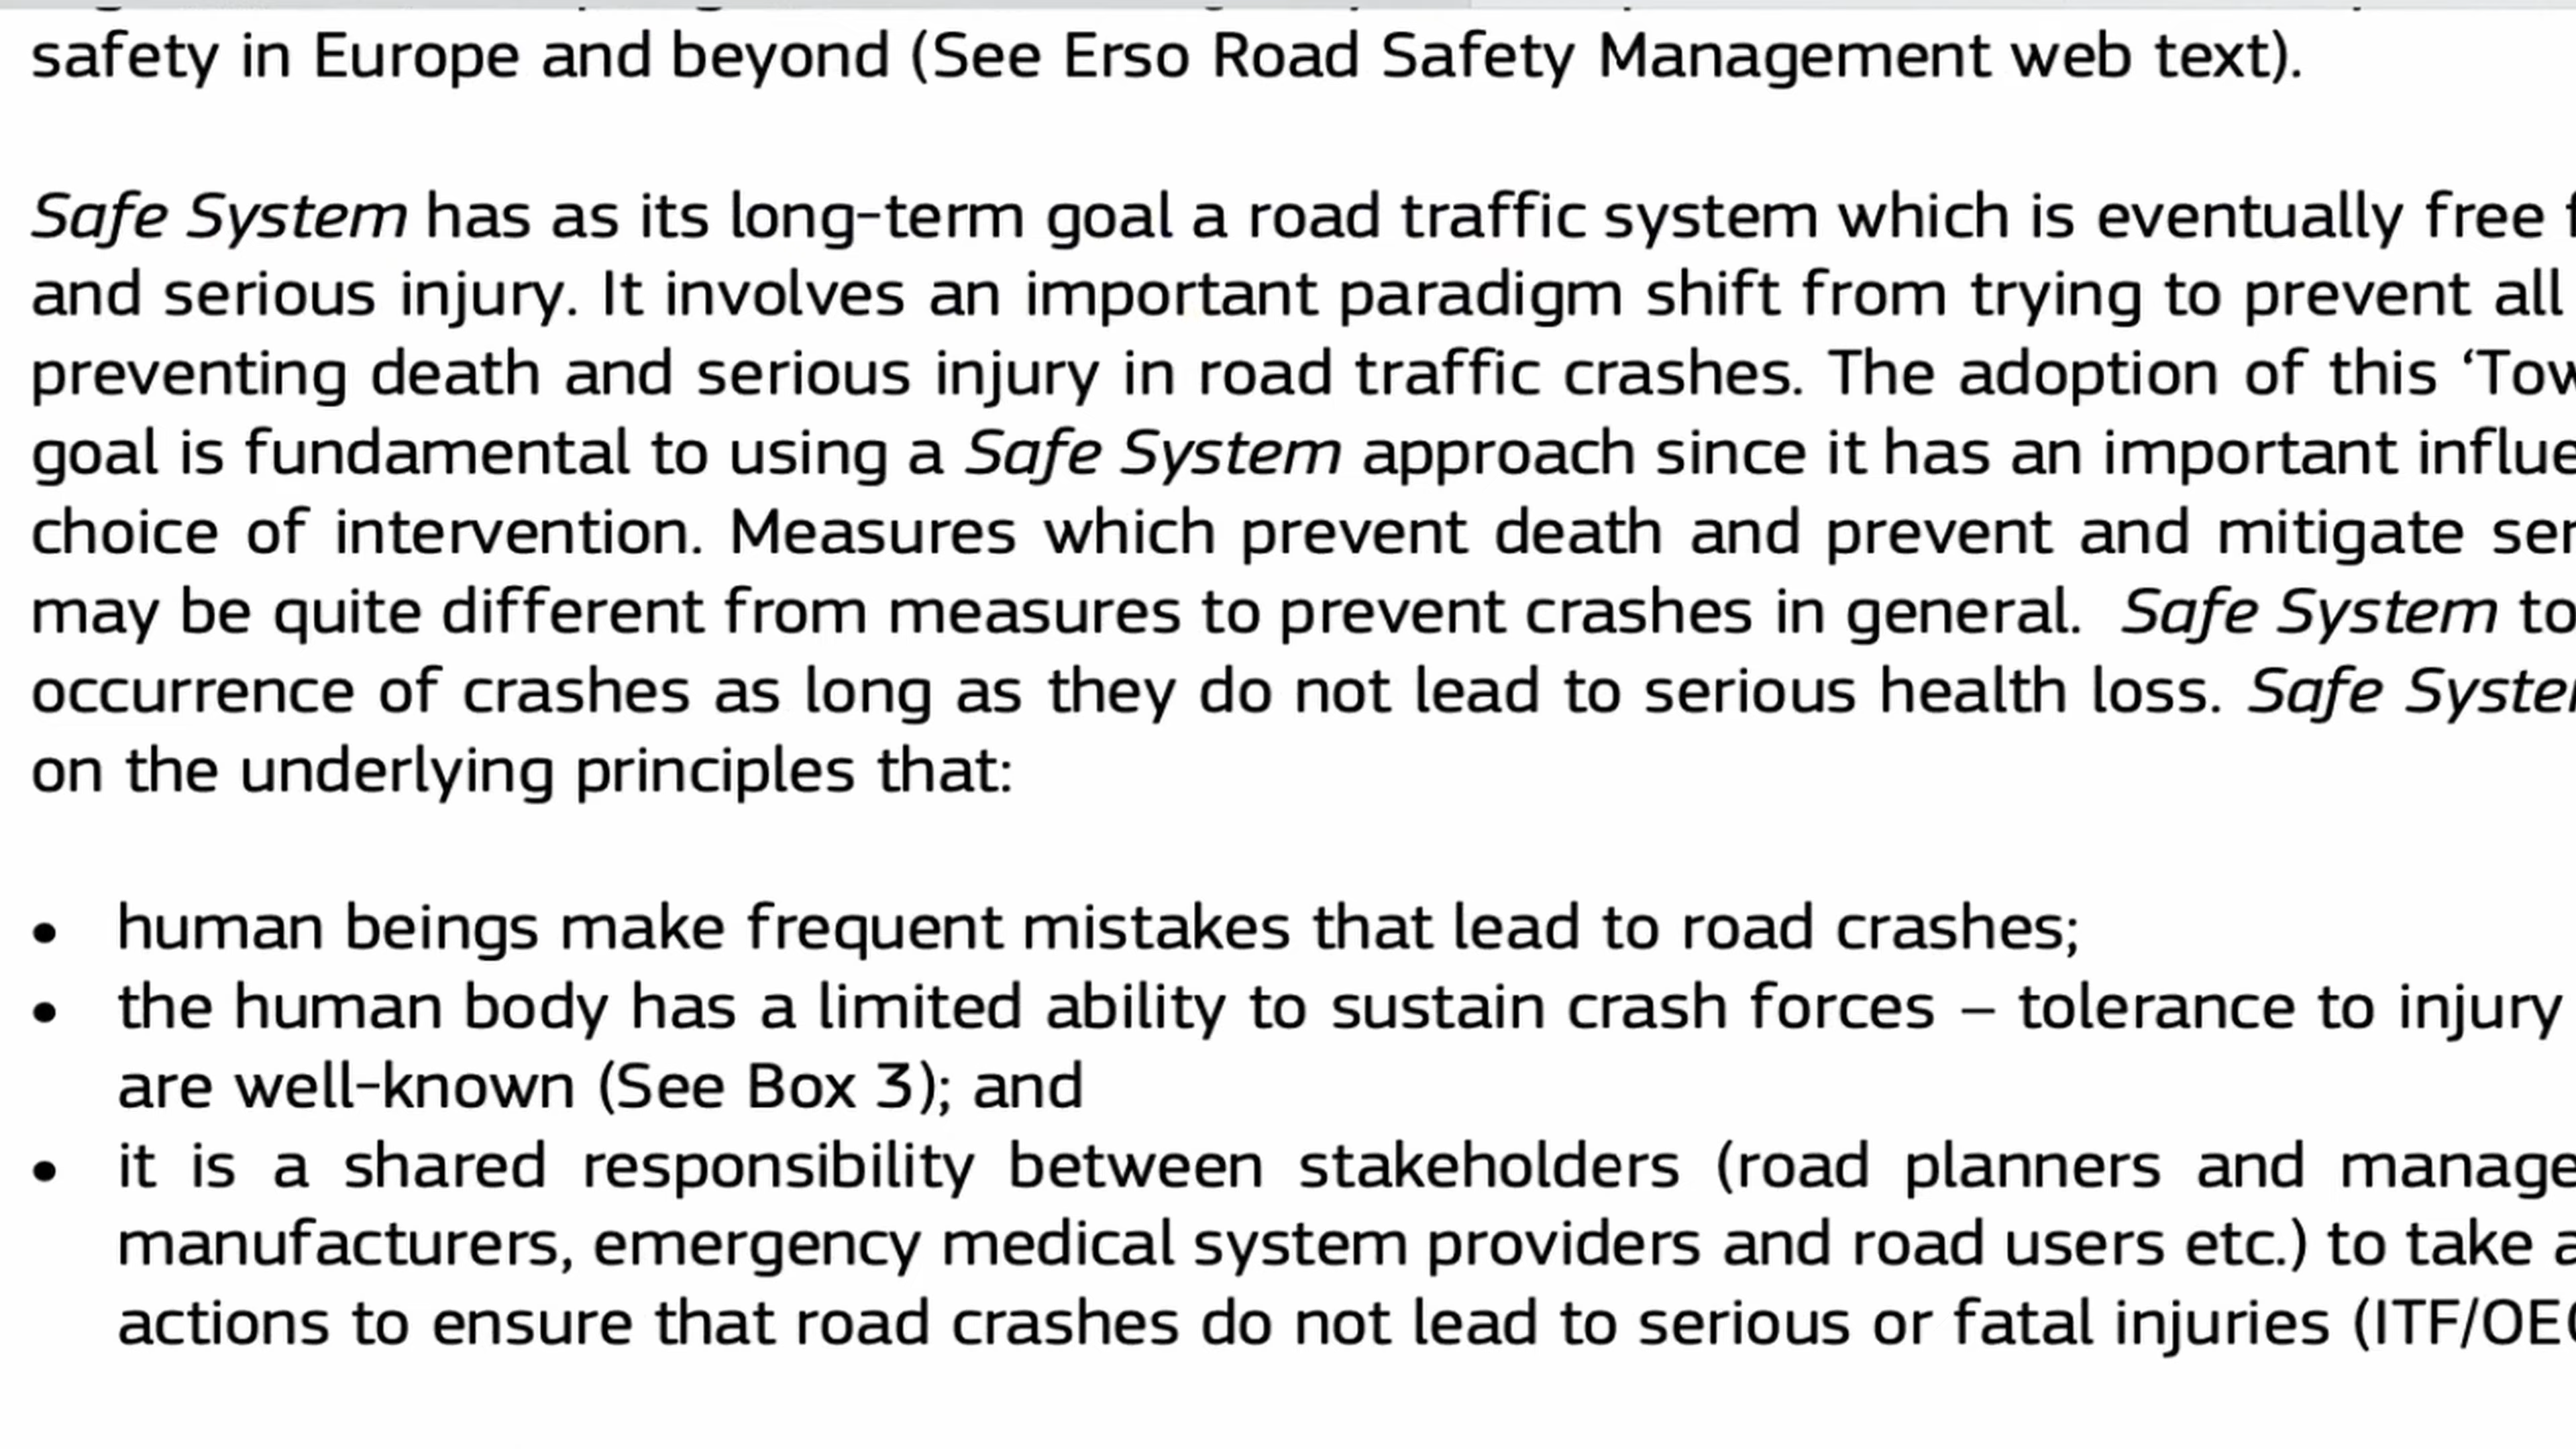 safety in Europe and beyond (See Erso Road Safety Management web text).
Safe System has as its long-term goal a road traffic system which is eventually free
and serious injury. It involves an important paradigm shift from trying to prevent all
preventing death and serious injury in road traffic crashes. The adoption of this ‘Tow
goal is fundamental to using a Safe System approach since it has an important influe
choice of intervention. Measures which prevent death and prevent and mitigate ser
may be quite different from measures to prevent crashes in general. Safe System to
occurrence of crashes as long as they do not lead to serious health loss. Safe System
on the underlying principles that:
• human beings make frequent mistakes that lead to road crashes;
• the human body has a limited ability to sustain crash forces – tolerance to injury
are well-known (See Box 3); and
• it is a shared responsibility between stakeholders (road planners and manage
manufacturers, emergency medical system providers and road users etc.) to take a
actions to ensure that road crashes do not lead to serious or fatal injuries (ITF/OEC